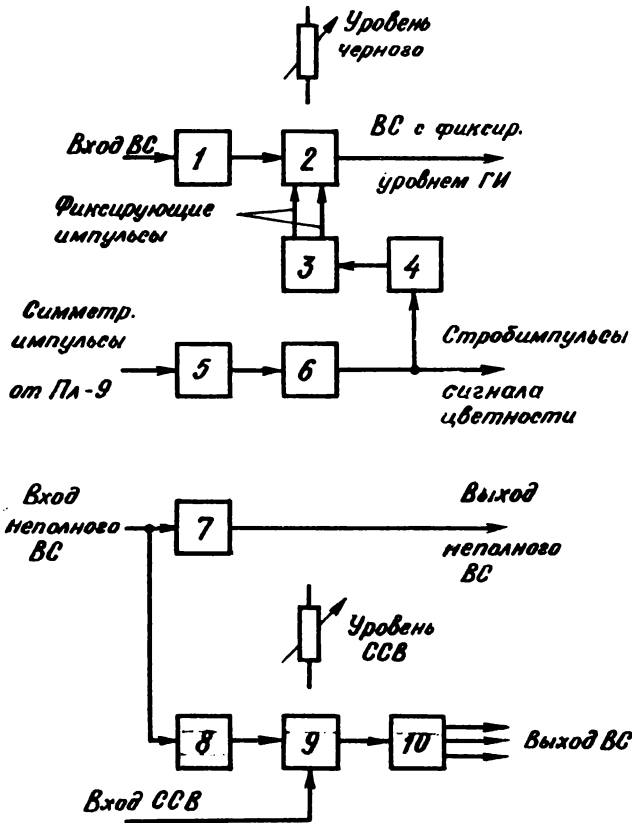 Уровень
черного
Вход ВС
1
2
ВС с фиксир.
уровнем ГИ
Фиксирующие
импульсы
3
4
Симметр.
импульсы
от Пл-9
5
6
Стробимпульсы
сигнала
цветности
Вход
неполного
ВС
7
Выход
неполного
ВС
Уровень
ССВ
8
9
10
Выход ВС
Вход ССВ